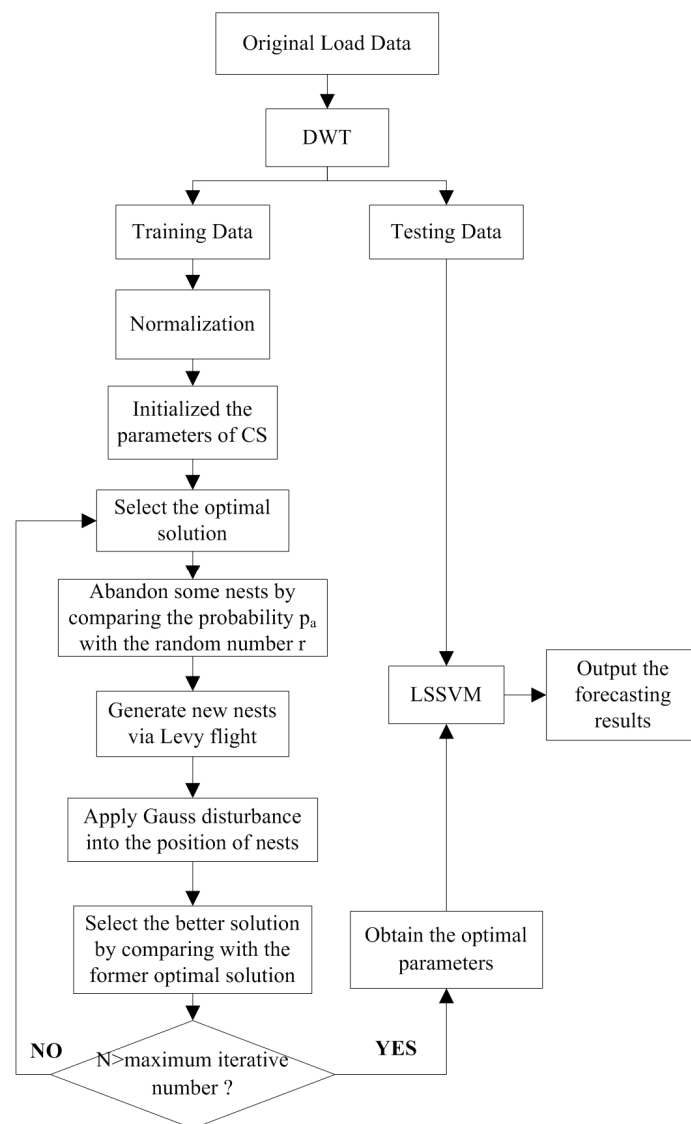 Original Load Data
DWT
Training Data
Testing Data
Normalization
Initialized the
parameters of CS
Select the optimal
solution
Abandon some nests by
comparing the probability pₐ
with the random number r
Generate new nests
via Levy flight
LSSVM
Output the
forecasting
results
Apply Gauss disturbance
into the position of nests
Select the better solution
by comparing with the
former optimal solution
Obtain the optimal
parameters
NO
N>maximum iterative
number ?
YES